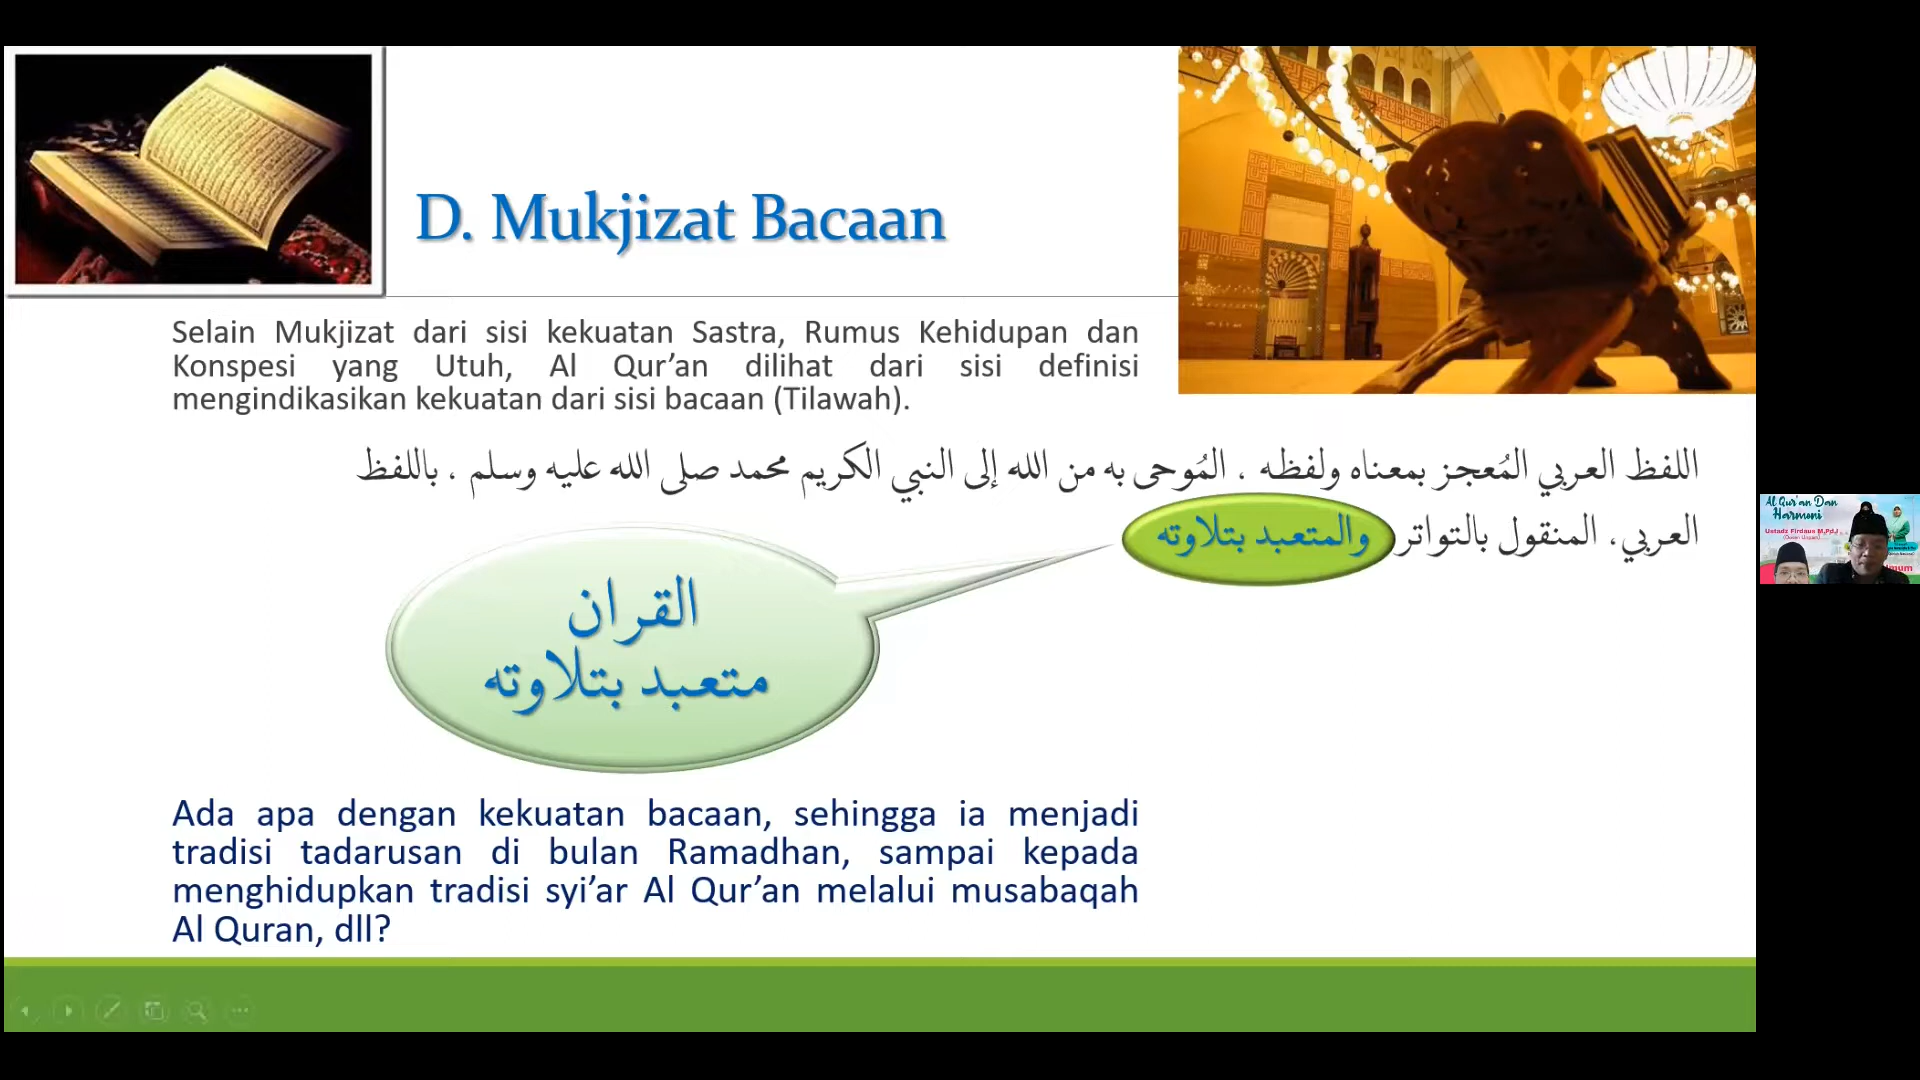 D. Mukjizat Bacaan
Selain Mukjizat dari sisi kekuatan Sastra, Rumus Kehidupan dan
Konspesi yang Utuh, Al Qur’an dilihat dari sisi definisi
mengindikasikan kekuatan dari sisi bacaan (Tilawah).
اللفظ العربي المُعجز بمعناه ولفظه ، المُوحى به من الله إلى النبي الكريم محمد صلى الله عليه وسلم ، باللفظ
العربي، المنقول بالتواتر والمتعبد بتلاوته
القران
متعبد بتلاوته
Ada apa dengan kekuatan bacaan, sehingga ia menjadi
tradisi tadarusan di bulan Ramadhan, sampai kepada
menghidupkan tradisi syi’ar Al Qur’an melalui musabaqah
Al Quran, dll?
Al Qur'an Dan
Harmoni
Ustadz Firdaus M.Pd.I